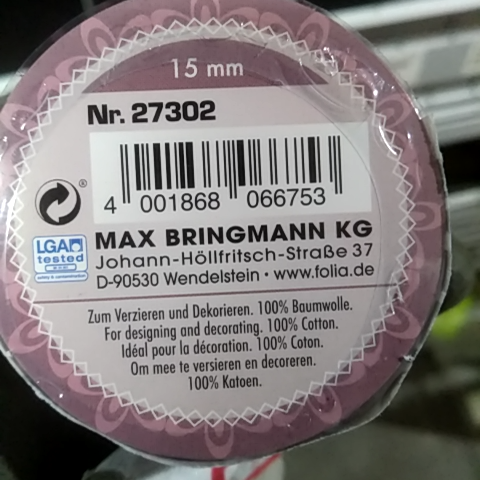 15 mm
Nr. 27302
4 001868 066753
®
LGA
tested
MAX BRINGMANN KG
Johann-Höllfritsch-Straße 37
D-90530 Wendelstein • www.folia.de
Zum Verzieren und Dekorieren. 100% Baumwolle.
For designing and decorating. 100% Cotton.
Idéal pour la décoration. 100% Coton.
Om mee te versieren en decoreren.
100% Katoen.